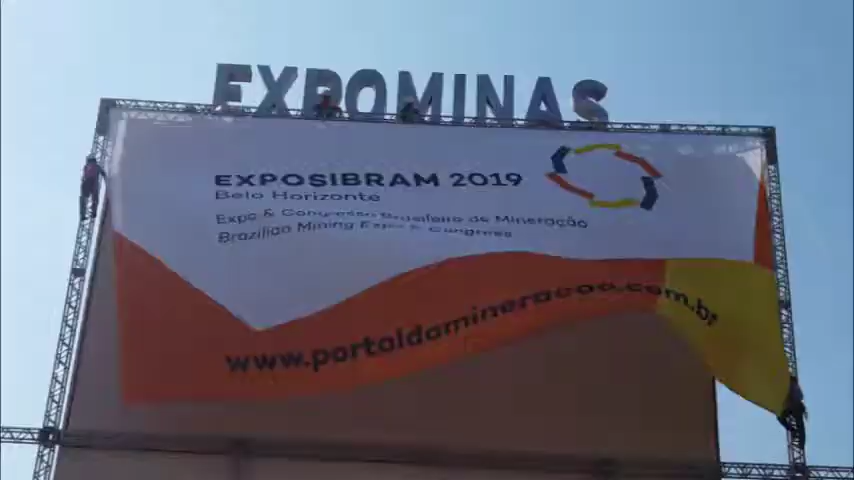 EXPOMINAS
EXPOSIBRAM 2019
Belo Horizonte
Expo & Congresso Brasileiro de Mineração
Brazilian Mining Expo & Congress
www.portaldamineracao.com.br